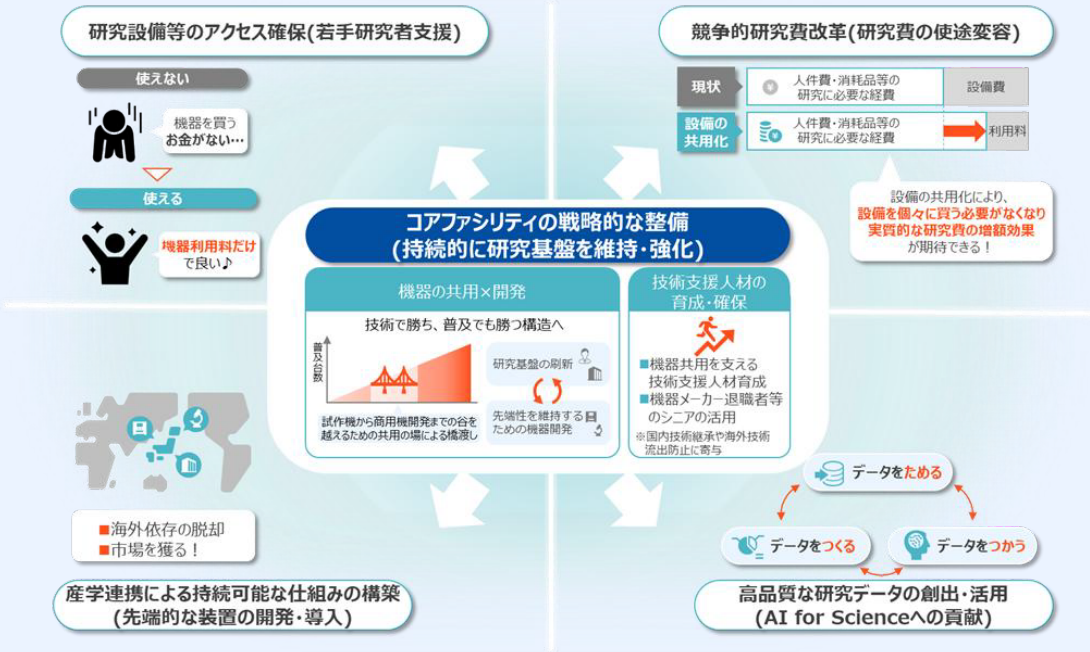 研究設備等のアクセス確保(若手研究者支援)
使えない
機器を買う
お金がない…
使える
機器利用料だけ
で良い♪
競争的研究費改革(研究費の使途変容)
現状
人件費・消耗品等の
研究に必要な経費
設備費
設備の
共用化
人件費・消耗品等の
研究に必要な経費
利用料
設備の共用化により、
設備を個々に買う必要がなくなり
実質的な研究費の増額効果
が期待できる！
コアファシリティの戦略的な整備
(持続的に研究基盤を維持・強化)
機器の共用×開発
技術で勝ち、普及でも勝つ構造へ
普及台数
試作機から商用機開発までの谷を
越えるための共用の場による橋渡し
研究基盤の刷新
先端性を維持する
ための機器開発
技術支援人材の
育成・確保
■機器共用を支える
技術支援人材育成
■機器メーカー退職者等
のシニアの活用
※国内技術継承や海外技術
流出防止に寄与
■海外依存の脱却
■市場を獲る！
産学連携による持続可能な仕組みの構築
(先端的な装置の開発・導入)
データをためる
データをつくる
データをつかう
高品質な研究データの創出・活用
(AI for Scienceへの貢献)